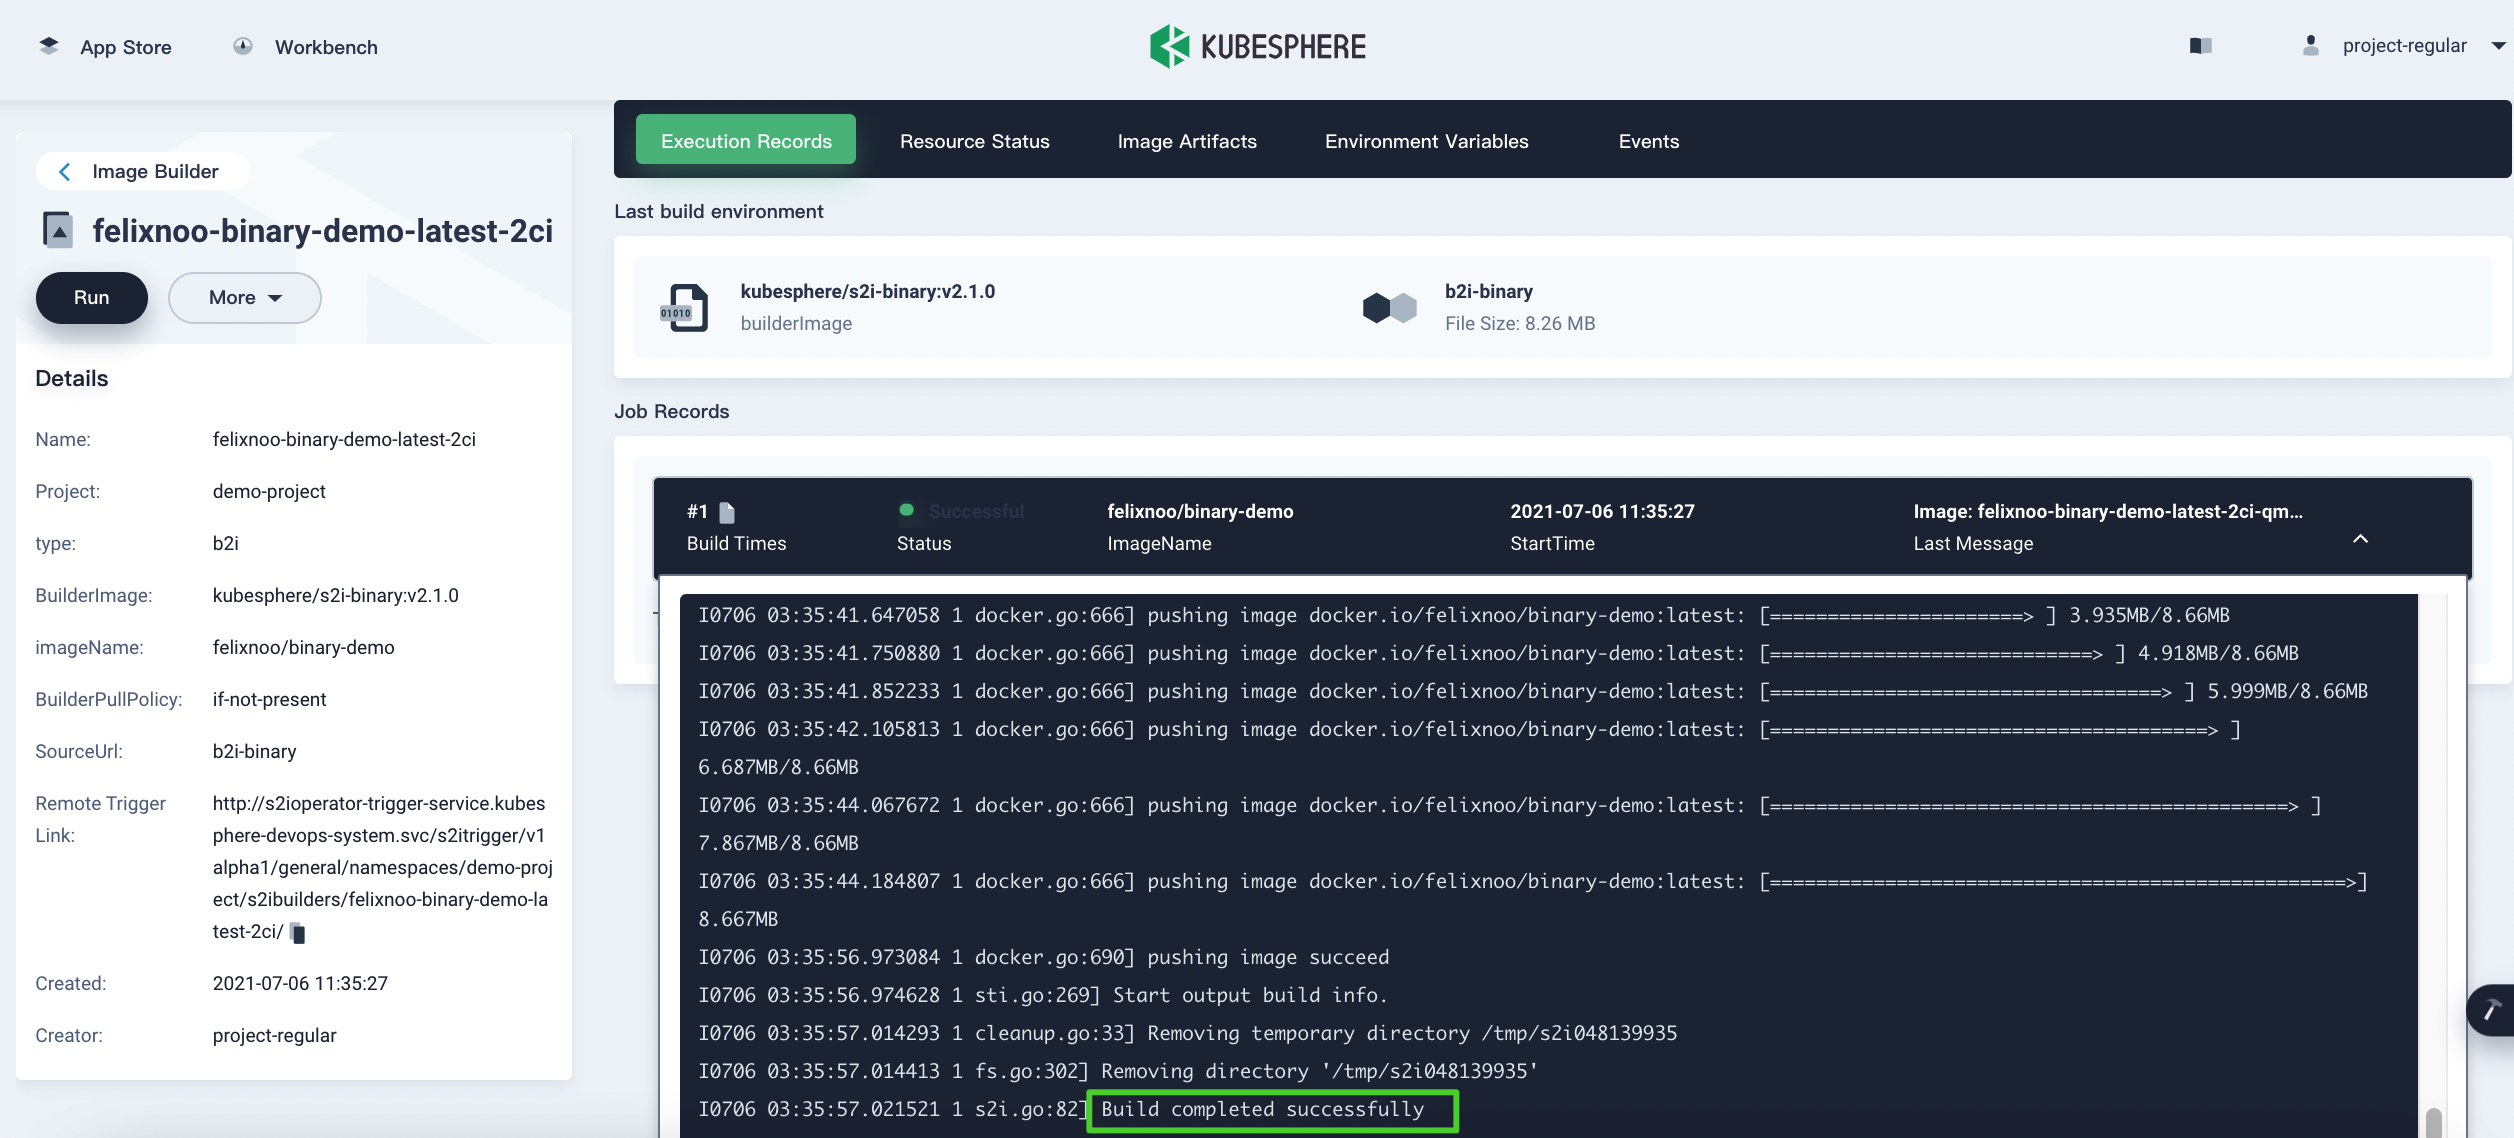 App Store
Workbench
KUBESPHERE
project-regular
Image Builder
felixnoo-binary-demo-latest-2ci
Run
More
Details
Name: felixnoo-binary-demo-latest-2ci
Project: demo-project
type: b2i
BuilderImage: kubesphere/s2i-binary:v2.1.0
imageName: felixnoo/binary-demo
BuilderPullPolicy: if-not-present
SourceUrl: b2i-binary
Remote Trigger Link:
http://s2ioperator-trigger-service.kubes
phere-devops-system.svc/s2itrigger/v1
alpha1/general/namespaces/demo-proj
ect/s2ibuilders/felixnoo-binary-demo-la
test-2ci/
Created: 2021-07-06 11:35:27
Creator: project-regular
Execution Records
Resource Status
Image Artifacts
Environment Variables
Events
Last build environment
01010
kubesphere/s2i-binary:v2.1.0
builderImage
b2i-binary
File Size: 8.26 MB
Job Records
#1
Build Times
Successful
Status
felixnoo/binary-demo
ImageName
2021-07-06 11:35:27
StartTime
Image: felixnoo-binary-demo-latest-2ci-qm...
Last Message
I0706 03:35:41.647058 1 docker.go:666] pushing image docker.io/felixnoo/binary-demo:latest: [======================> ] 3.935MB/8.66MB
I0706 03:35:41.750880 1 docker.go:666] pushing image docker.io/felixnoo/binary-demo:latest: [============================> ] 4.918MB/8.66MB
I0706 03:35:41.852233 1 docker.go:666] pushing image docker.io/felixnoo/binary-demo:latest: [==================================> ] 5.999MB/8.66MB
I0706 03:35:42.105813 1 docker.go:666] pushing image docker.io/felixnoo/binary-demo:latest: [======================================> ]
6.687MB/8.66MB
I0706 03:35:44.067672 1 docker.go:666] pushing image docker.io/felixnoo/binary-demo:latest: [=============================================> ]
7.867MB/8.66MB
I0706 03:35:44.184807 1 docker.go:666] pushing image docker.io/felixnoo/binary-demo:latest: [==================================================>]
8.667MB
I0706 03:35:56.973084 1 docker.go:690] pushing image succeed
I0706 03:35:56.974628 1 sti.go:269] Start output build info.
I0706 03:35:57.014293 1 cleanup.go:33] Removing temporary directory /tmp/s2i048139935
I0706 03:35:57.014413 1 fs.go:302] Removing directory '/tmp/s2i048139935'
I0706 03:35:57.021521 1 s2i.go:82] Build completed successfully